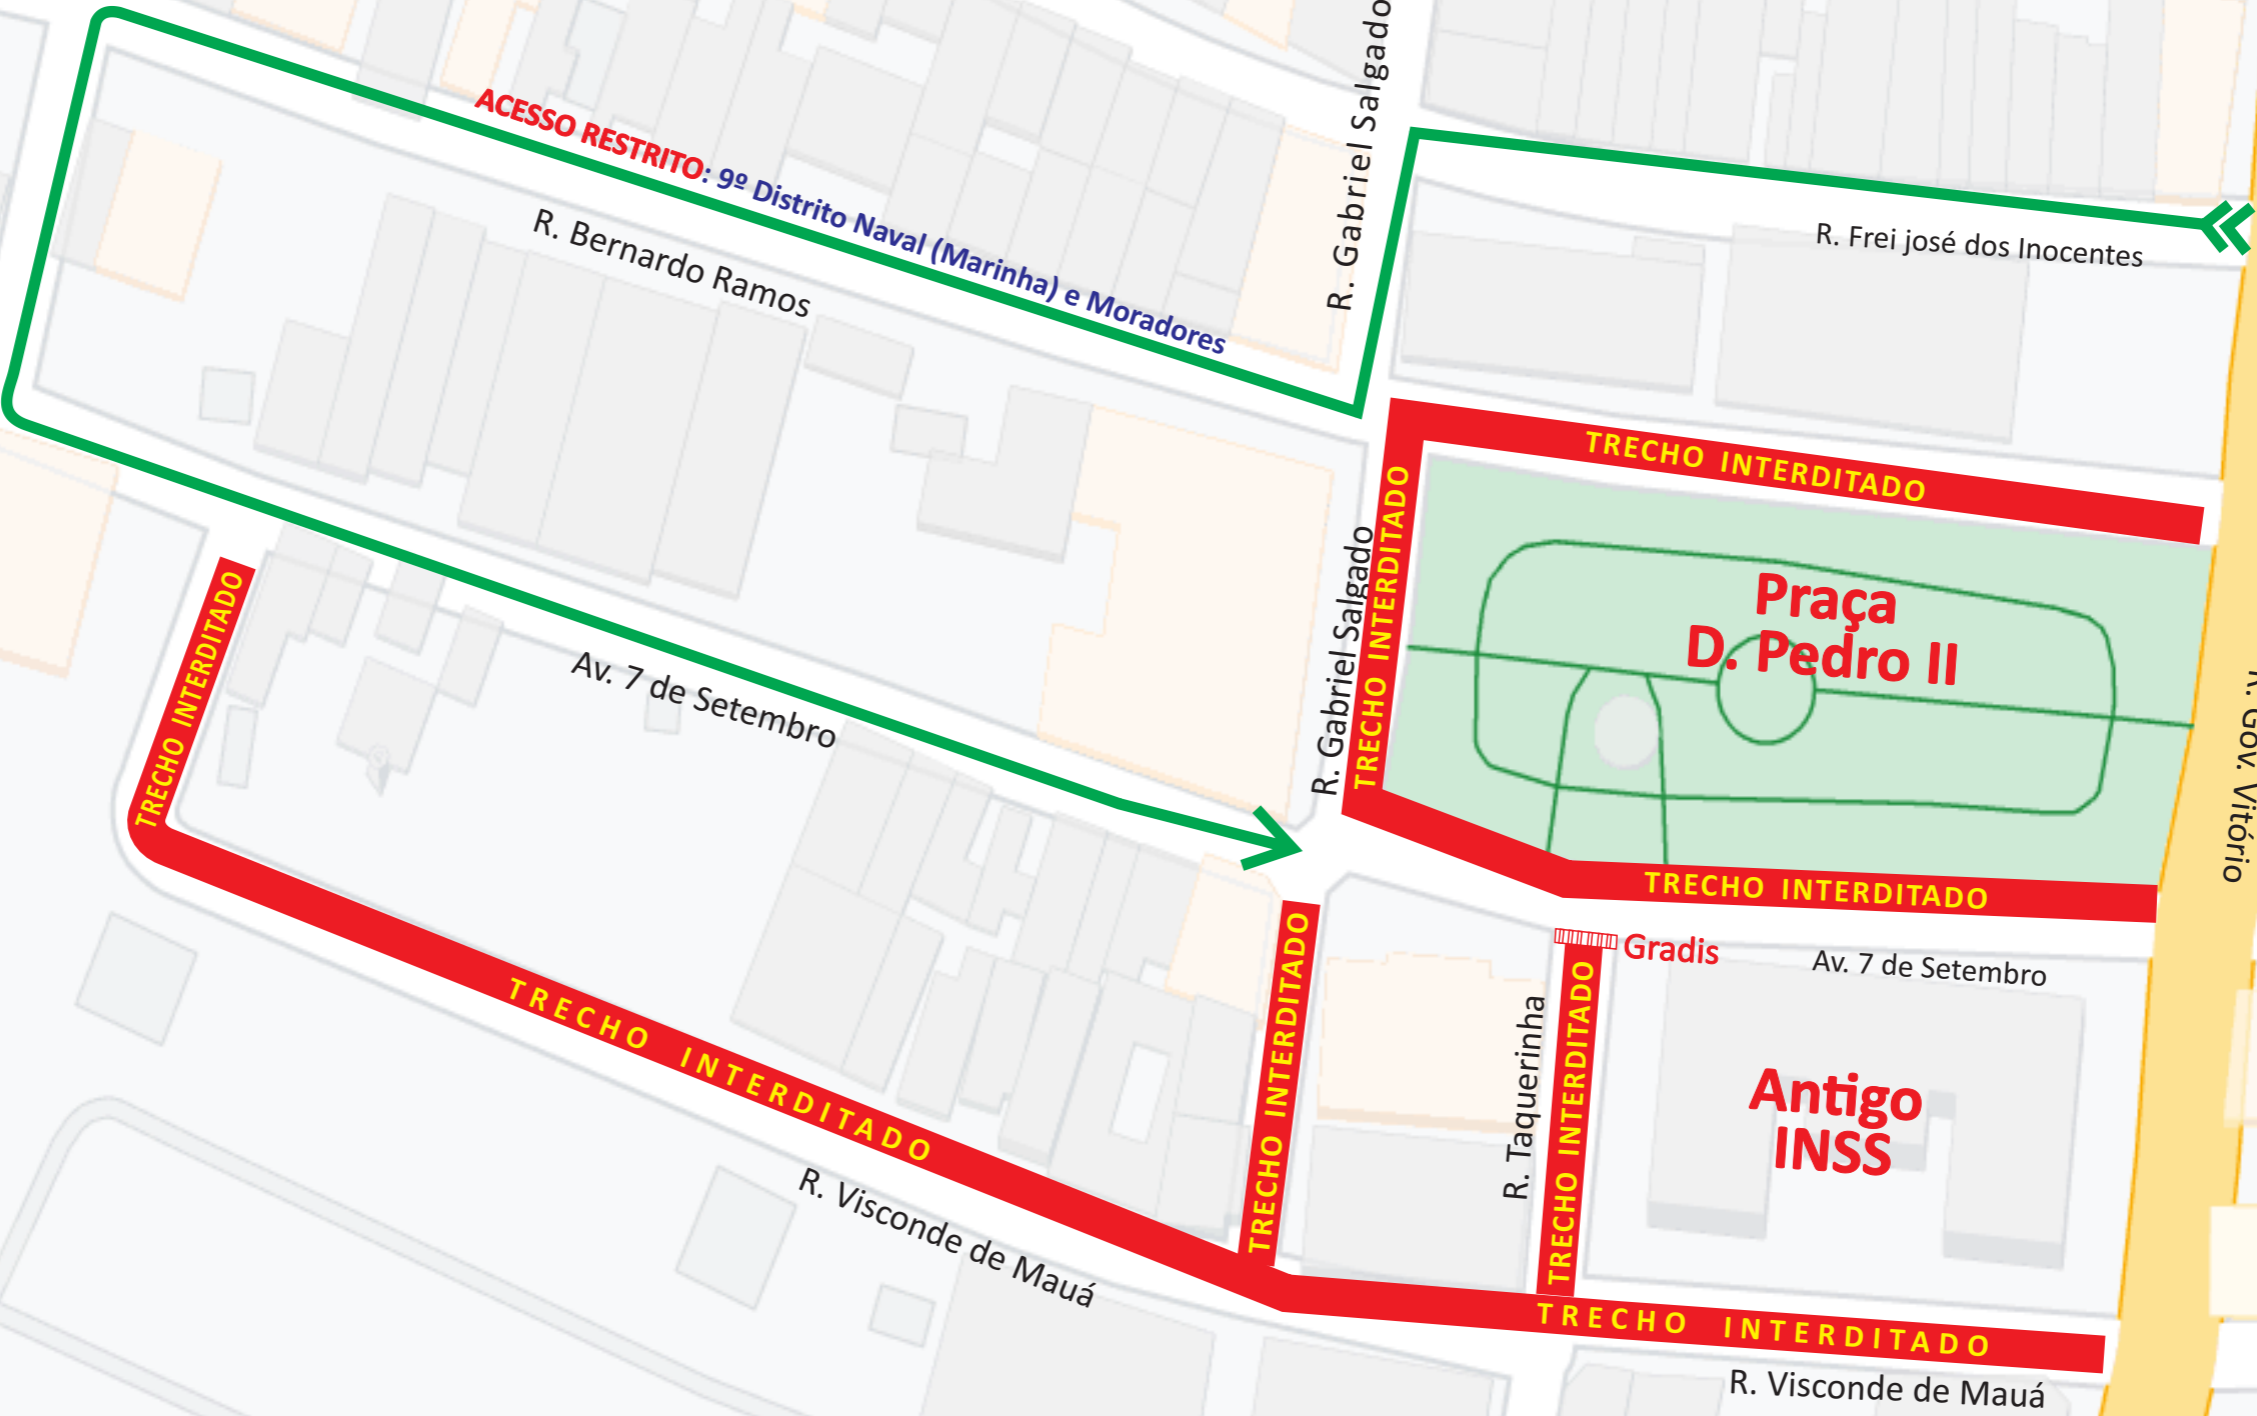 R. Gabriel Salgado
ACESSO RESTRITO: 9º Distrito Naval (Marinha) e Moradores
R. Bernardo Ramos
R. Frei josé dos Inocentes
TRECHO INTERDITADO
TRECHO INTERDITADO
R. Gabriel Salgado
Praça
D. Pedro II
TRECHO INTERDITADO
Av. 7 de Setembro
R. Gov. Vitório
TRECHO INTERDITADO
Gradis
Av. 7 de Setembro
TRECHO INTERDITADO
TRECHO INTERDITADO
R. Taquerinha
TRECHO INTERDITADO
Antigo
INSS
R. Visconde de Mauá
TRECHO INTERDITADO
R. Visconde de Mauá